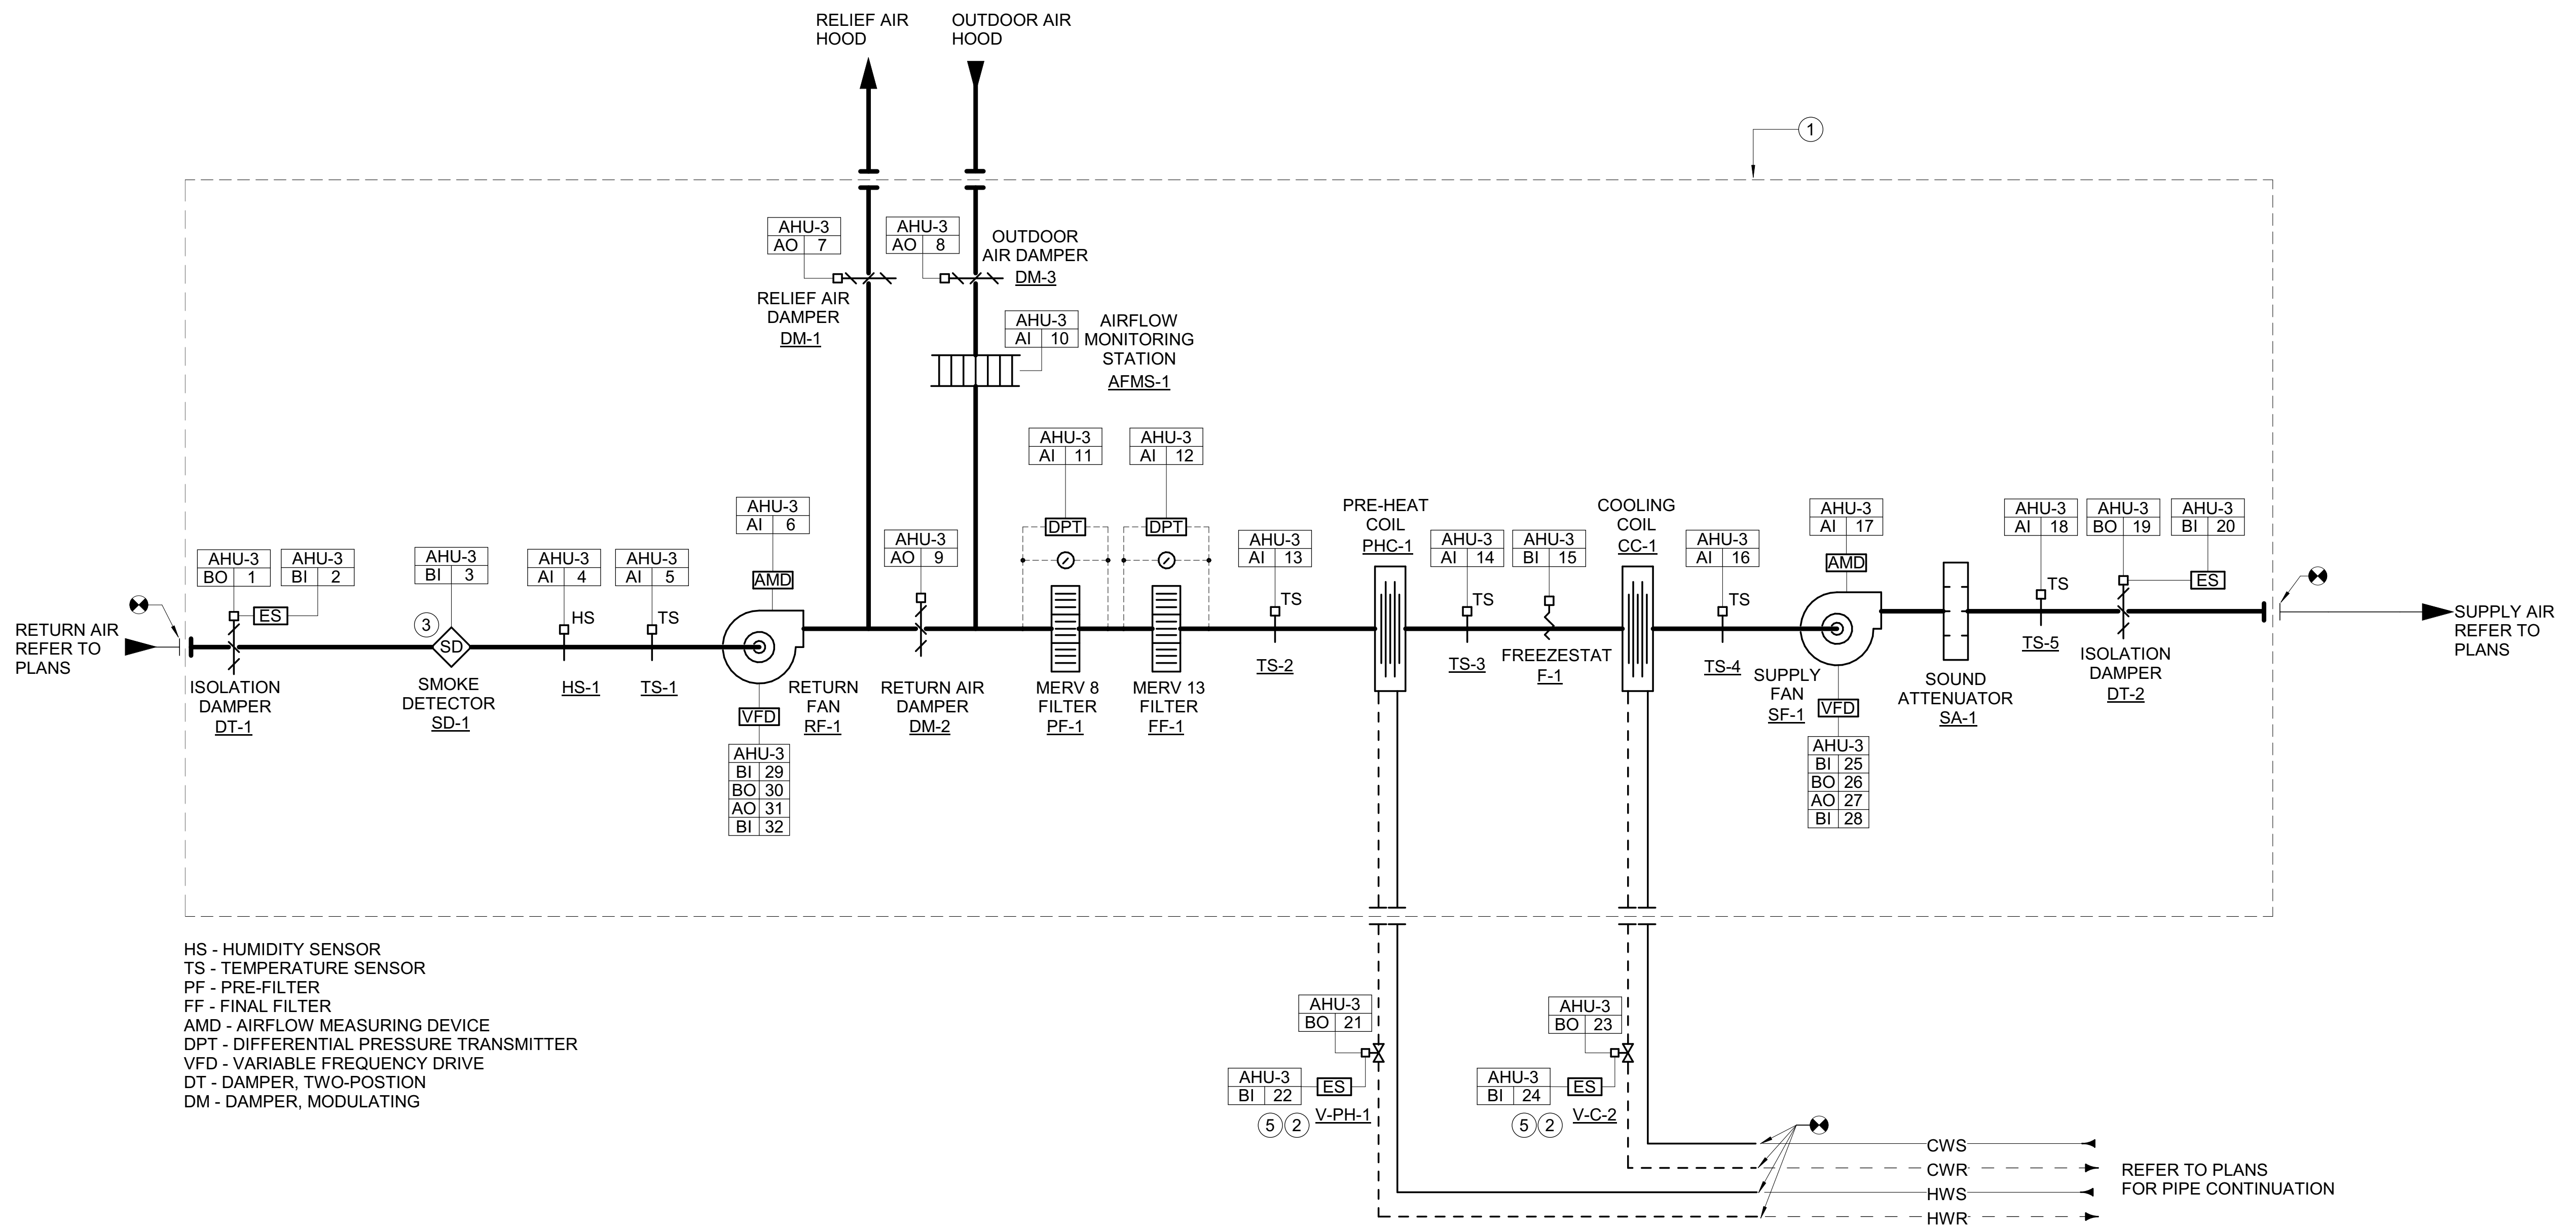 RELIEF AIR
HOOD
OUTDOOR AIR
HOOD
1
AHU-3
AO 7
AHU-3
AO 8
OUTDOOR
AIR DAMPER
DM-3
RELIEF AIR
DAMPER
DM-1
AHU-3
AI 10
AIRFLOW
MONITORING
STATION
AFMS-1
AHU-3
AI 11
DPT
AHU-3
AI 12
DPT
RETURN AIR
REFER TO
PLANS
AHU-3
BO 1
AHU-3
BI 2
ES
ISOLATION
DAMPER
DT-1
AHU-3
BI 3
3
SD
SMOKE
DETECTOR
SD-1
AHU-3
AI 4
HS
HS-1
AHU-3
AI 5
TS
TS-1
AHU-3
AI 6
AMD
RETURN
FAN
RF-1
VFD
AHU-3
BI 29
BO 30
AO 31
BI 32
AHU-3
AO 9
RETURN AIR
DAMPER
DM-2
MERV 8
FILTER
PF-1
MERV 13
FILTER
FF-1
AHU-3
AI 13
TS
TS-2
PRE-HEAT
COIL
PHC-1
AHU-3
AI 14
TS
TS-3
AHU-3
BI 15
FREEZESTAT
F-1
COOLING
COIL
CC-1
AHU-3
AI 16
TS
TS-4
AHU-3
AI 17
AMD
SUPPLY
FAN
SF-1
VFD
AHU-3
BI 25
BO 26
AO 27
BI 28
SOUND
ATTENUATOR
SA-1
AHU-3
AI 18
TS
TS-5
AHU-3
BO 19
AHU-3
BI 20
ES
ISOLATION
DAMPER
DT-2
SUPPLY AIR
REFER TO
PLANS
HS - HUMIDITY SENSOR
TS - TEMPERATURE SENSOR
PF - PRE-FILTER
FF - FINAL FILTER
AMD - AIRFLOW MEASURING DEVICE
DPT - DIFFERENTIAL PRESSURE TRANSMITTER
VFD - VARIABLE FREQUENCY DRIVE
DT - DAMPER, TWO-POSTION
DM - DAMPER, MODULATING
AHU-3
BO 21
AHU-3
BI 22
ES
5 2
V-PH-1
AHU-3
BO 23
AHU-3
BI 24
ES
5 2
V-C-2
CWS
CWR
HWS
HWR
REFER TO PLANS
FOR PIPE CONTINUATION